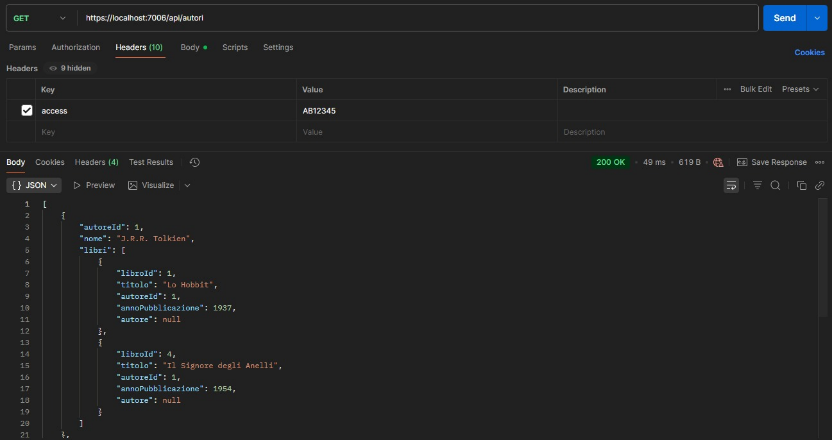 GET https://localhost:7006/api/autori Send
Params Authorization Headers (10) Body Scripts Settings
Cookies
Headers 9 hidden
Key Value Description Bulk Edit Presets
access AB12345
Key Value Description
Body Cookies Headers (4) Test Results 200 OK 49 ms 619 B Save Response
{ } JSON Preview Visualize
1 [
2 {
3 "autoreId": 1,
4 "nome": "J.R.R. Tolkien",
5 "libri": [
6 {
7 "libroId": 1,
8 "titolo": "Lo Hobbit",
9 "autoreId": 1,
10 "annoPubblicazione": 1937,
11 "autore": null
12 },
13 {
14 "libroId": 4,
15 "titolo": "Il Signore degli Anelli",
16 "autoreId": 1,
17 "annoPubblicazione": 1954,
18 "autore": null
19 }
20 ]
21 },